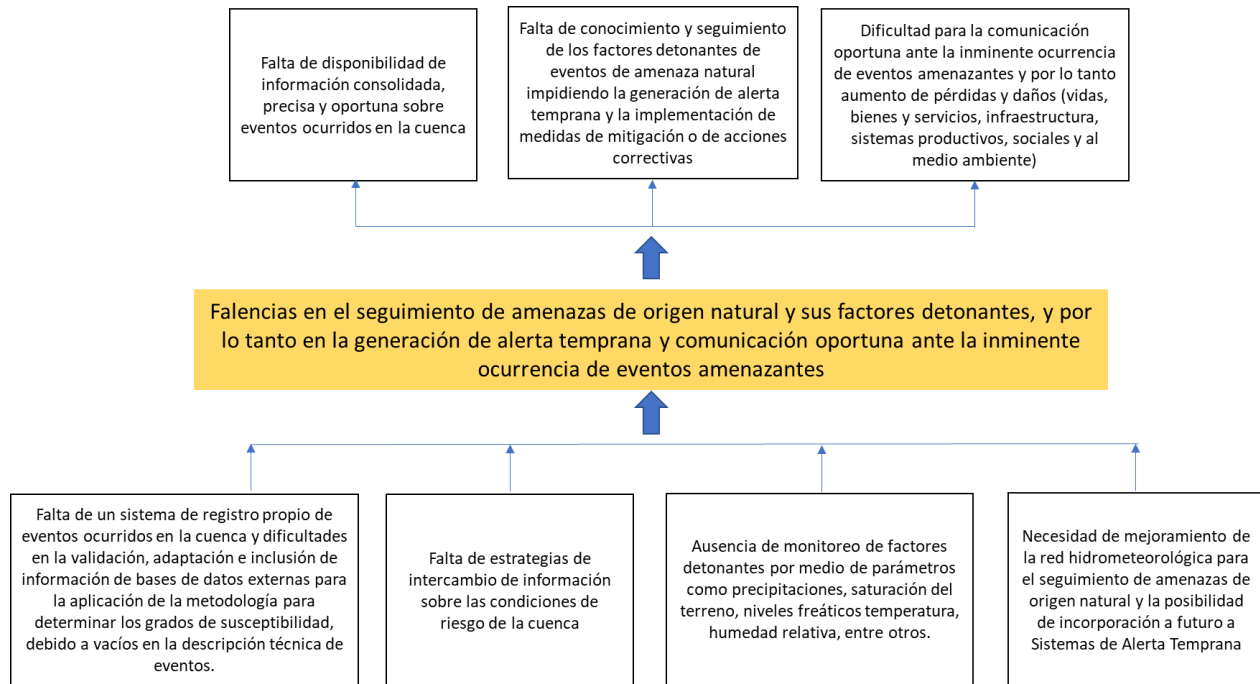 Falta de disponibilidad de
información consolidada,
precisa y oportuna sobre
eventos ocurridos en la cuenca
Falta de conocimiento y seguimiento
de los factores detonantes de
eventos de amenaza natural
impidiendo la generación de alerta
temprana y la implementación de
medidas de mitigación o de acciones
correctivas
Dificultad para la comunicación
oportuna ante la inminente ocurrencia
de eventos amenazantes y por lo tanto
aumento de pérdidas y daños (vidas,
bienes y servicios, infraestructura,
sistemas productivos, sociales y al
medio ambiente)
Falencias en el seguimiento de amenazas de origen natural y sus factores detonantes, y por
lo tanto en la generación de alerta temprana y comunicación oportuna ante la inminente
ocurrencia de eventos amenazantes
Falta de un sistema de registro propio de
eventos ocurridos en la cuenca y dificultades
en la validación, adaptación e inclusión de
información de bases de datos externas para
la aplicación de la metodología para
determinar los grados de susceptibilidad,
debido a vacíos en la descripción técnica de
eventos.
Falta de estrategias de
intercambio de información
sobre las condiciones de
riesgo de la cuenca
Ausencia de monitoreo de factores
detonantes por medio de parámetros
como precipitaciones, saturación del
terreno, niveles freáticos temperatura,
humedad relativa, entre otros.
Necesidad de mejoramiento de
la red hidrometeorológica para
el seguimiento de amenazas de
origen natural y la posibilidad
de incorporación a futuro a
Sistemas de Alerta Temprana